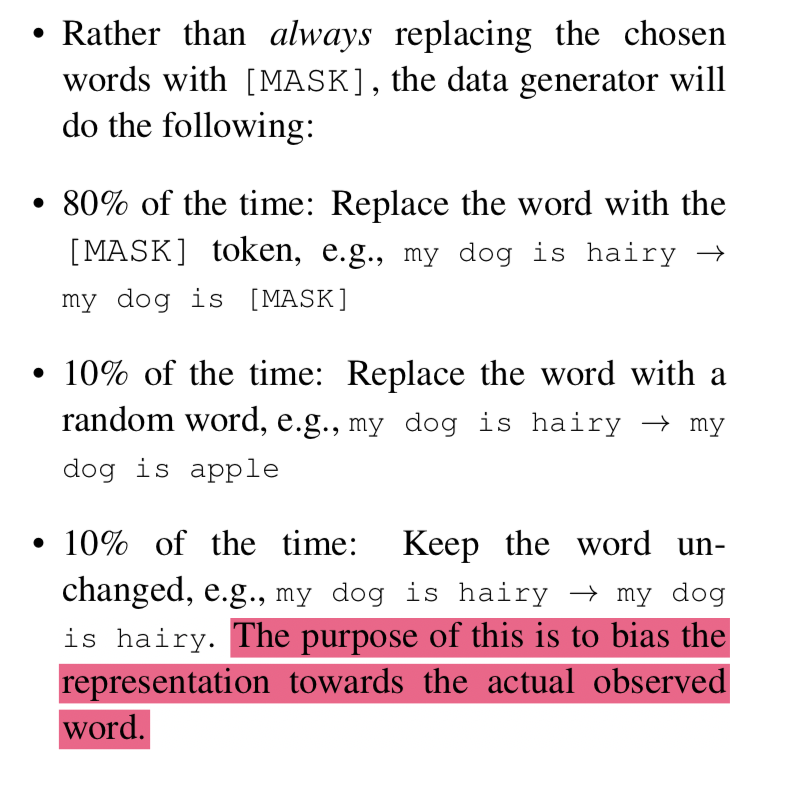 • Rather than always replacing the chosen
words with [MASK], the data generator will
do the following:
• 80% of the time: Replace the word with the
[MASK] token, e.g., my dog is hairy →
my dog is [MASK]
• 10% of the time: Replace the word with a
random word, e.g., my dog is hairy → my
dog is apple
• 10% of the time: Keep the word un-
changed, e.g., my dog is hairy → my dog
is hairy. The purpose of this is to bias the
representation towards the actual observed
word.